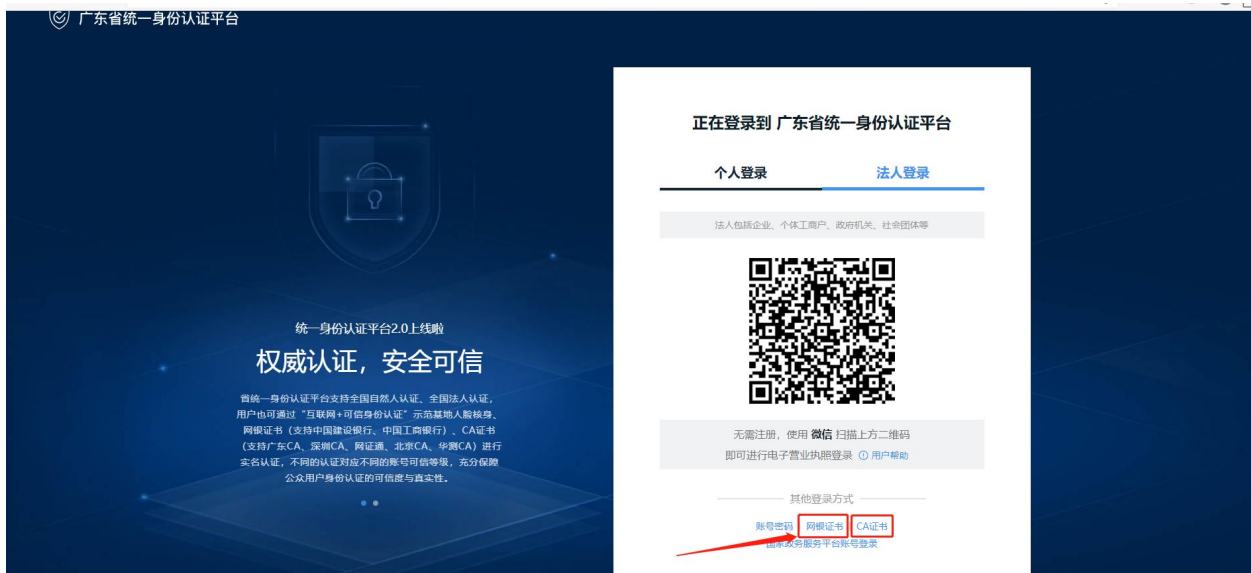 广东省统一身份认证平台
正在登录到 广东省统一身份认证平台
个人登录 法人登录
法人包括企业、个体工商户、政府机关、社会团体等
统一身份认证平台2.0上线啦
权威认证，安全可信
省统一身份认证平台支持全国自然人认证、全国法人认证，
用户也可通过“互联网+可信身份认证”示范基地人脸核身、
网银证书（支持中国建设银行、中国工商银行）、CA证书
（支持广东CA、深圳CA、网证通、北京CA、华测CA）进行
实名认证，不同的认证对应不同的账号可信等级，充分保障
公众用户身份认证的可信度与真实性。
无需注册，使用 微信 扫描上方二维码
即可进行电子营业执照登录 用户帮助
其他登录方式
账号密码 网银证书 CA证书
国家政务服务平台账号登录